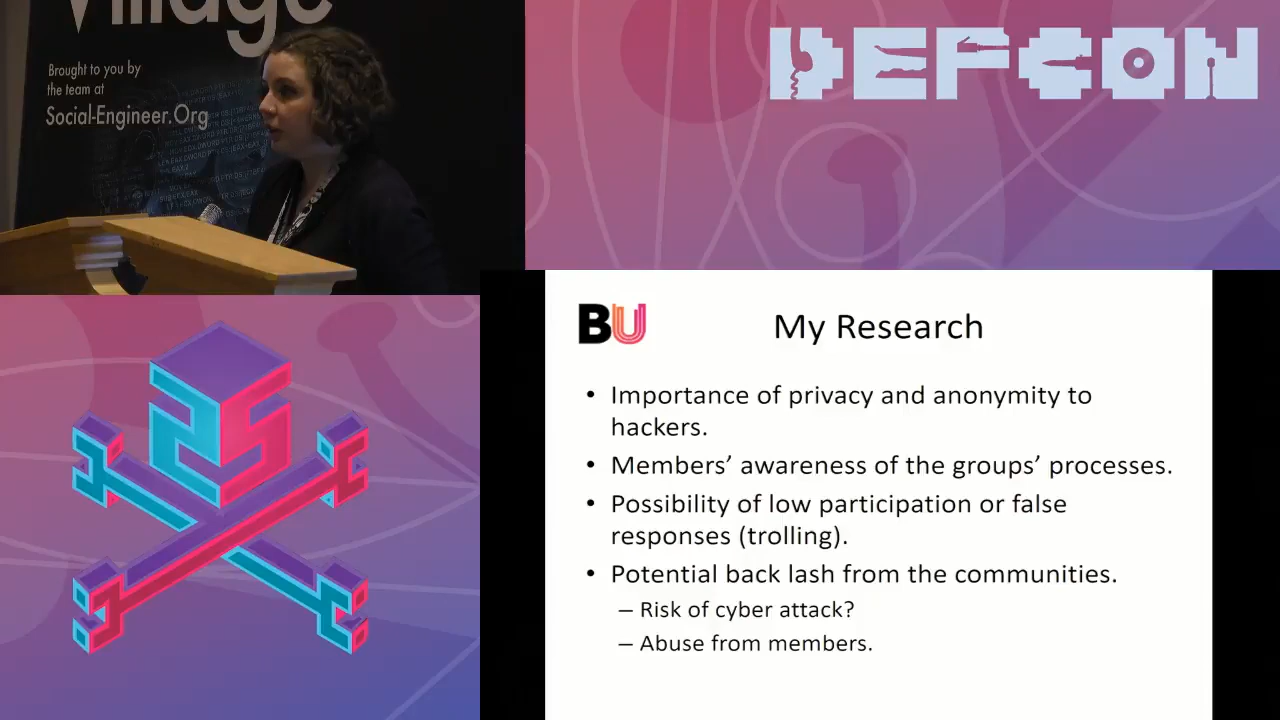 Village
Brought to you by
the team at
Social-Engineer.Org
DEFCON
25
BU
My Research
• Importance of privacy and anonymity to
hackers.
• Members’ awareness of the groups’ processes.
• Possibility of low participation or false
responses (trolling).
• Potential back lash from the communities.
– Risk of cyber attack?
– Abuse from members.